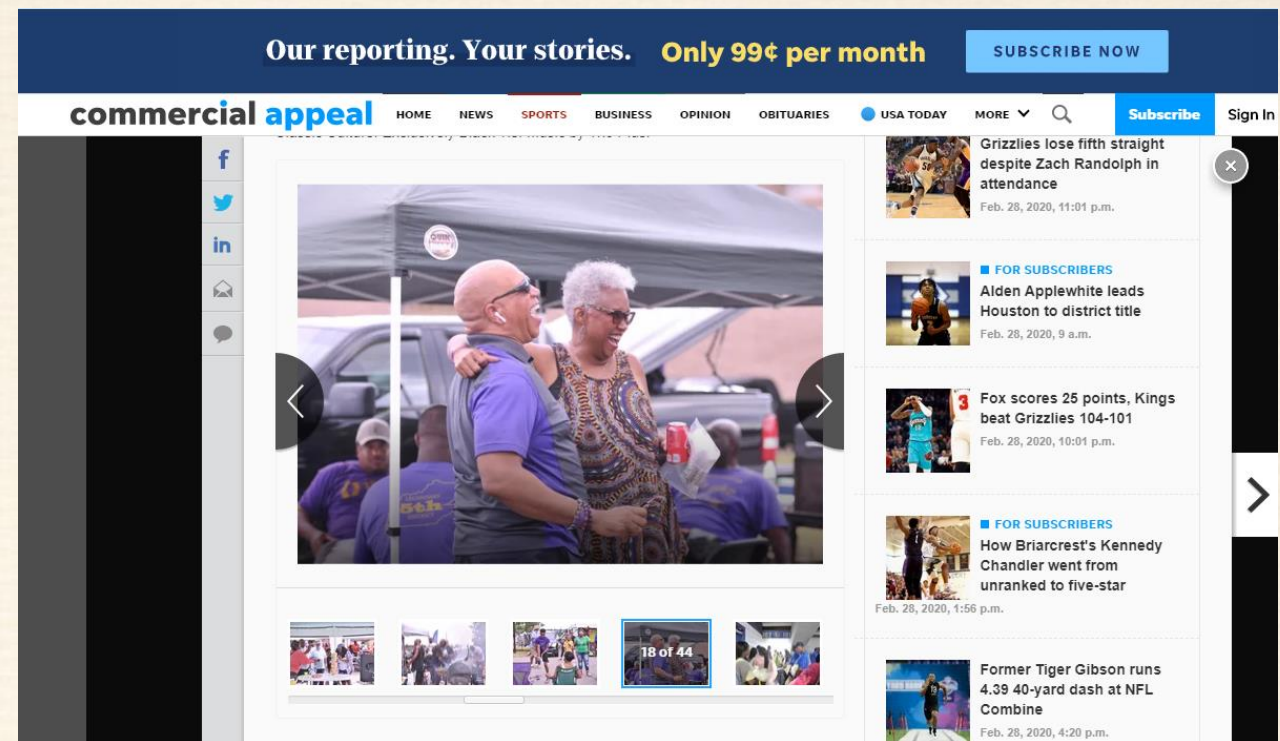 Our reporting. Your stories. Only 99¢ per month SUBSCRIBE NOW
commercial appeal HOME NEWS SPORTS BUSINESS OPINION OBITUARIES USA TODAY MORE Subscribe Sign In
f
in
5th
18 of 44
Grizzlies lose fifth straight
despite Zach Randolph in
attendance
Feb. 28, 2020, 11:01 p.m.
FOR SUBSCRIBERS
Alden Applewhite leads
Houston to district title
Feb. 28, 2020, 9 a.m.
Fox scores 25 points, Kings
beat Grizzlies 104-101
Feb. 28, 2020, 10:01 p.m.
FOR SUBSCRIBERS
How Briarcrest's Kennedy
Chandler went from
unranked to five-star
Feb. 28, 2020, 1:56 p.m.
Former Tiger Gibson runs
4.39 40-yard dash at NFL
Combine
Feb. 28, 2020, 4:20 p.m.